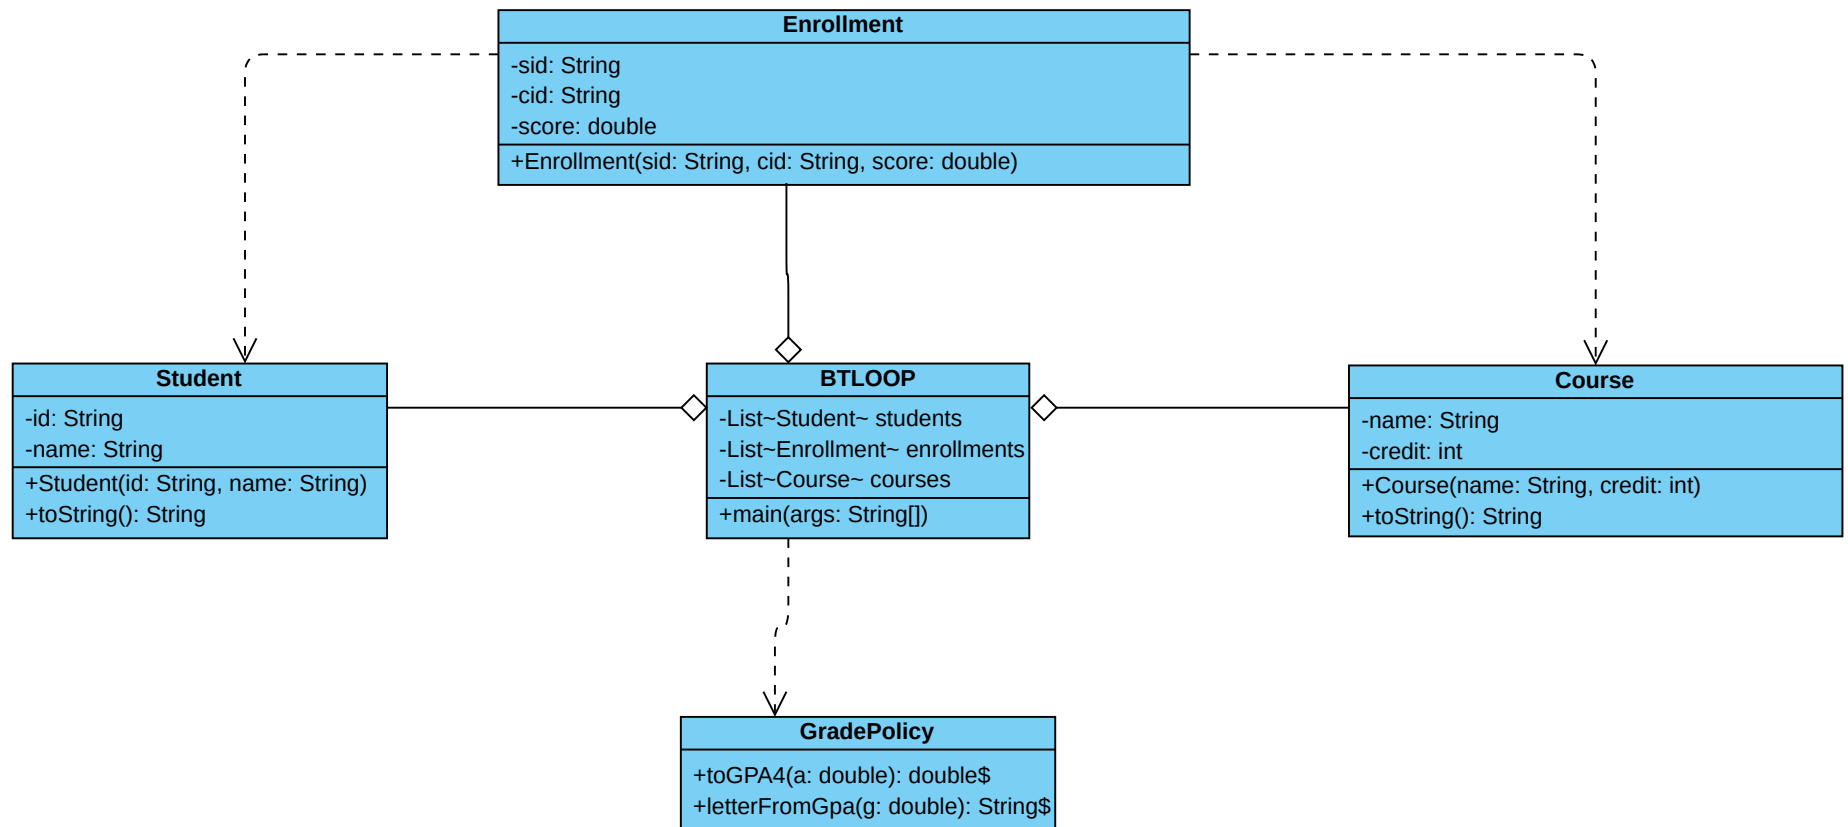 Enrollment
-sid: String
-cid: String
-score: double
+Enrollment(sid: String, cid: String, score: double)
Student
-id: String
-name: String
+Student(id: String, name: String)
+toString(): String
BTLOOP
-List~Student~ students
-List~Enrollment~ enrollments
-List~Course~ courses
+main(args: String[])
Course
-name: String
-credit: int
+Course(name: String, credit: int)
+toString(): String
GradePolicy
+toGPA4(a: double): double$
+letterFromGpa(g: double): String$